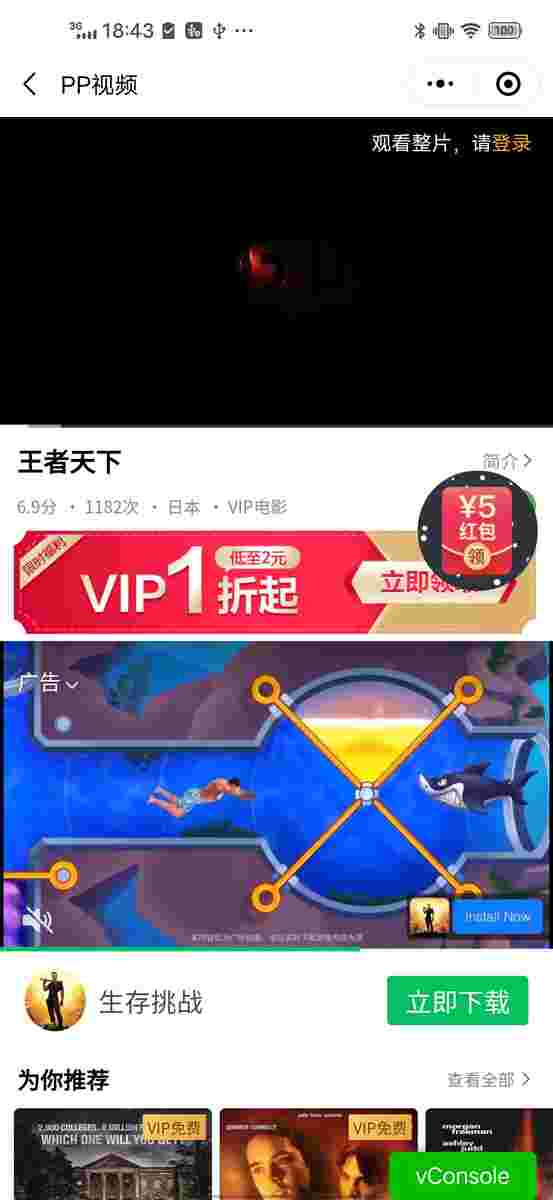 3G 18:43 100
PP视频
观看整片，请登录
王者天下
简介
6.9分 · 1182次 · 日本 · VIP电影
¥5
红包
领
限时福利
VIP1折起
低至2元
立即领
广告
Install Now
生存挑战
立即下载
为你推荐
查看全部
VIP免费
WHICH ONE WILL YOU GET?
VIP免费
morgan
freeman
ashley
judd
vConsole